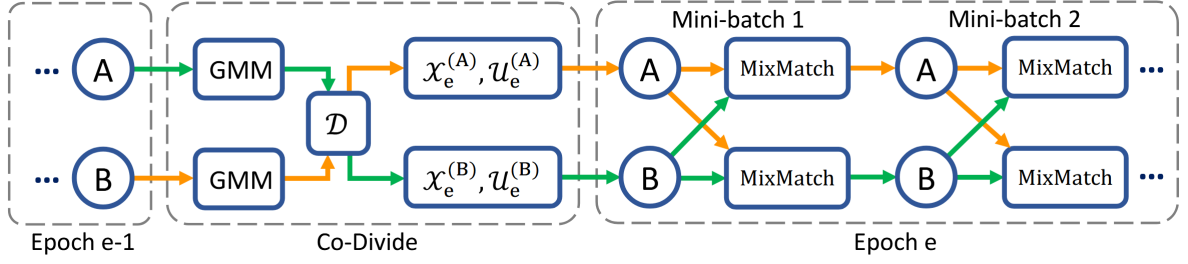 Mini-batch 1
Mini-batch 2
... A GMM 𝒳e(A), 𝒰e(A) A MixMatch A MixMatch ...
𝒟
... B GMM 𝒳e(B), 𝒰e(B) B MixMatch B MixMatch ...
Epoch e-1
Co-Divide
Epoch e